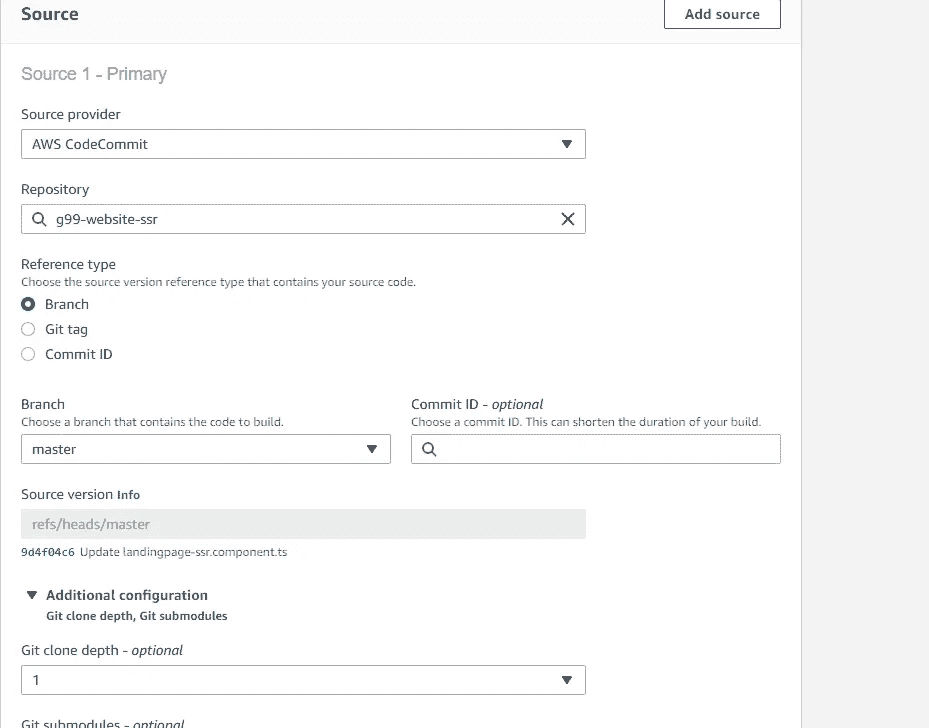 Source
Add source
Source 1 - Primary
Source provider
AWS CodeCommit
Repository
g99-website-ssr
Reference type
Choose the source version reference type that contains your source code.
Branch
Git tag
Commit ID
Branch
Choose a branch that contains the code to build.
master
Commit ID - optional
Choose a commit ID. This can shorten the duration of your build.
Source version Info
refs/heads/master
9d4f04c6 Update landingpage-ssr.component.ts
Additional configuration
Git clone depth, Git submodules
Git clone depth - optional
1
Git submodules - optional